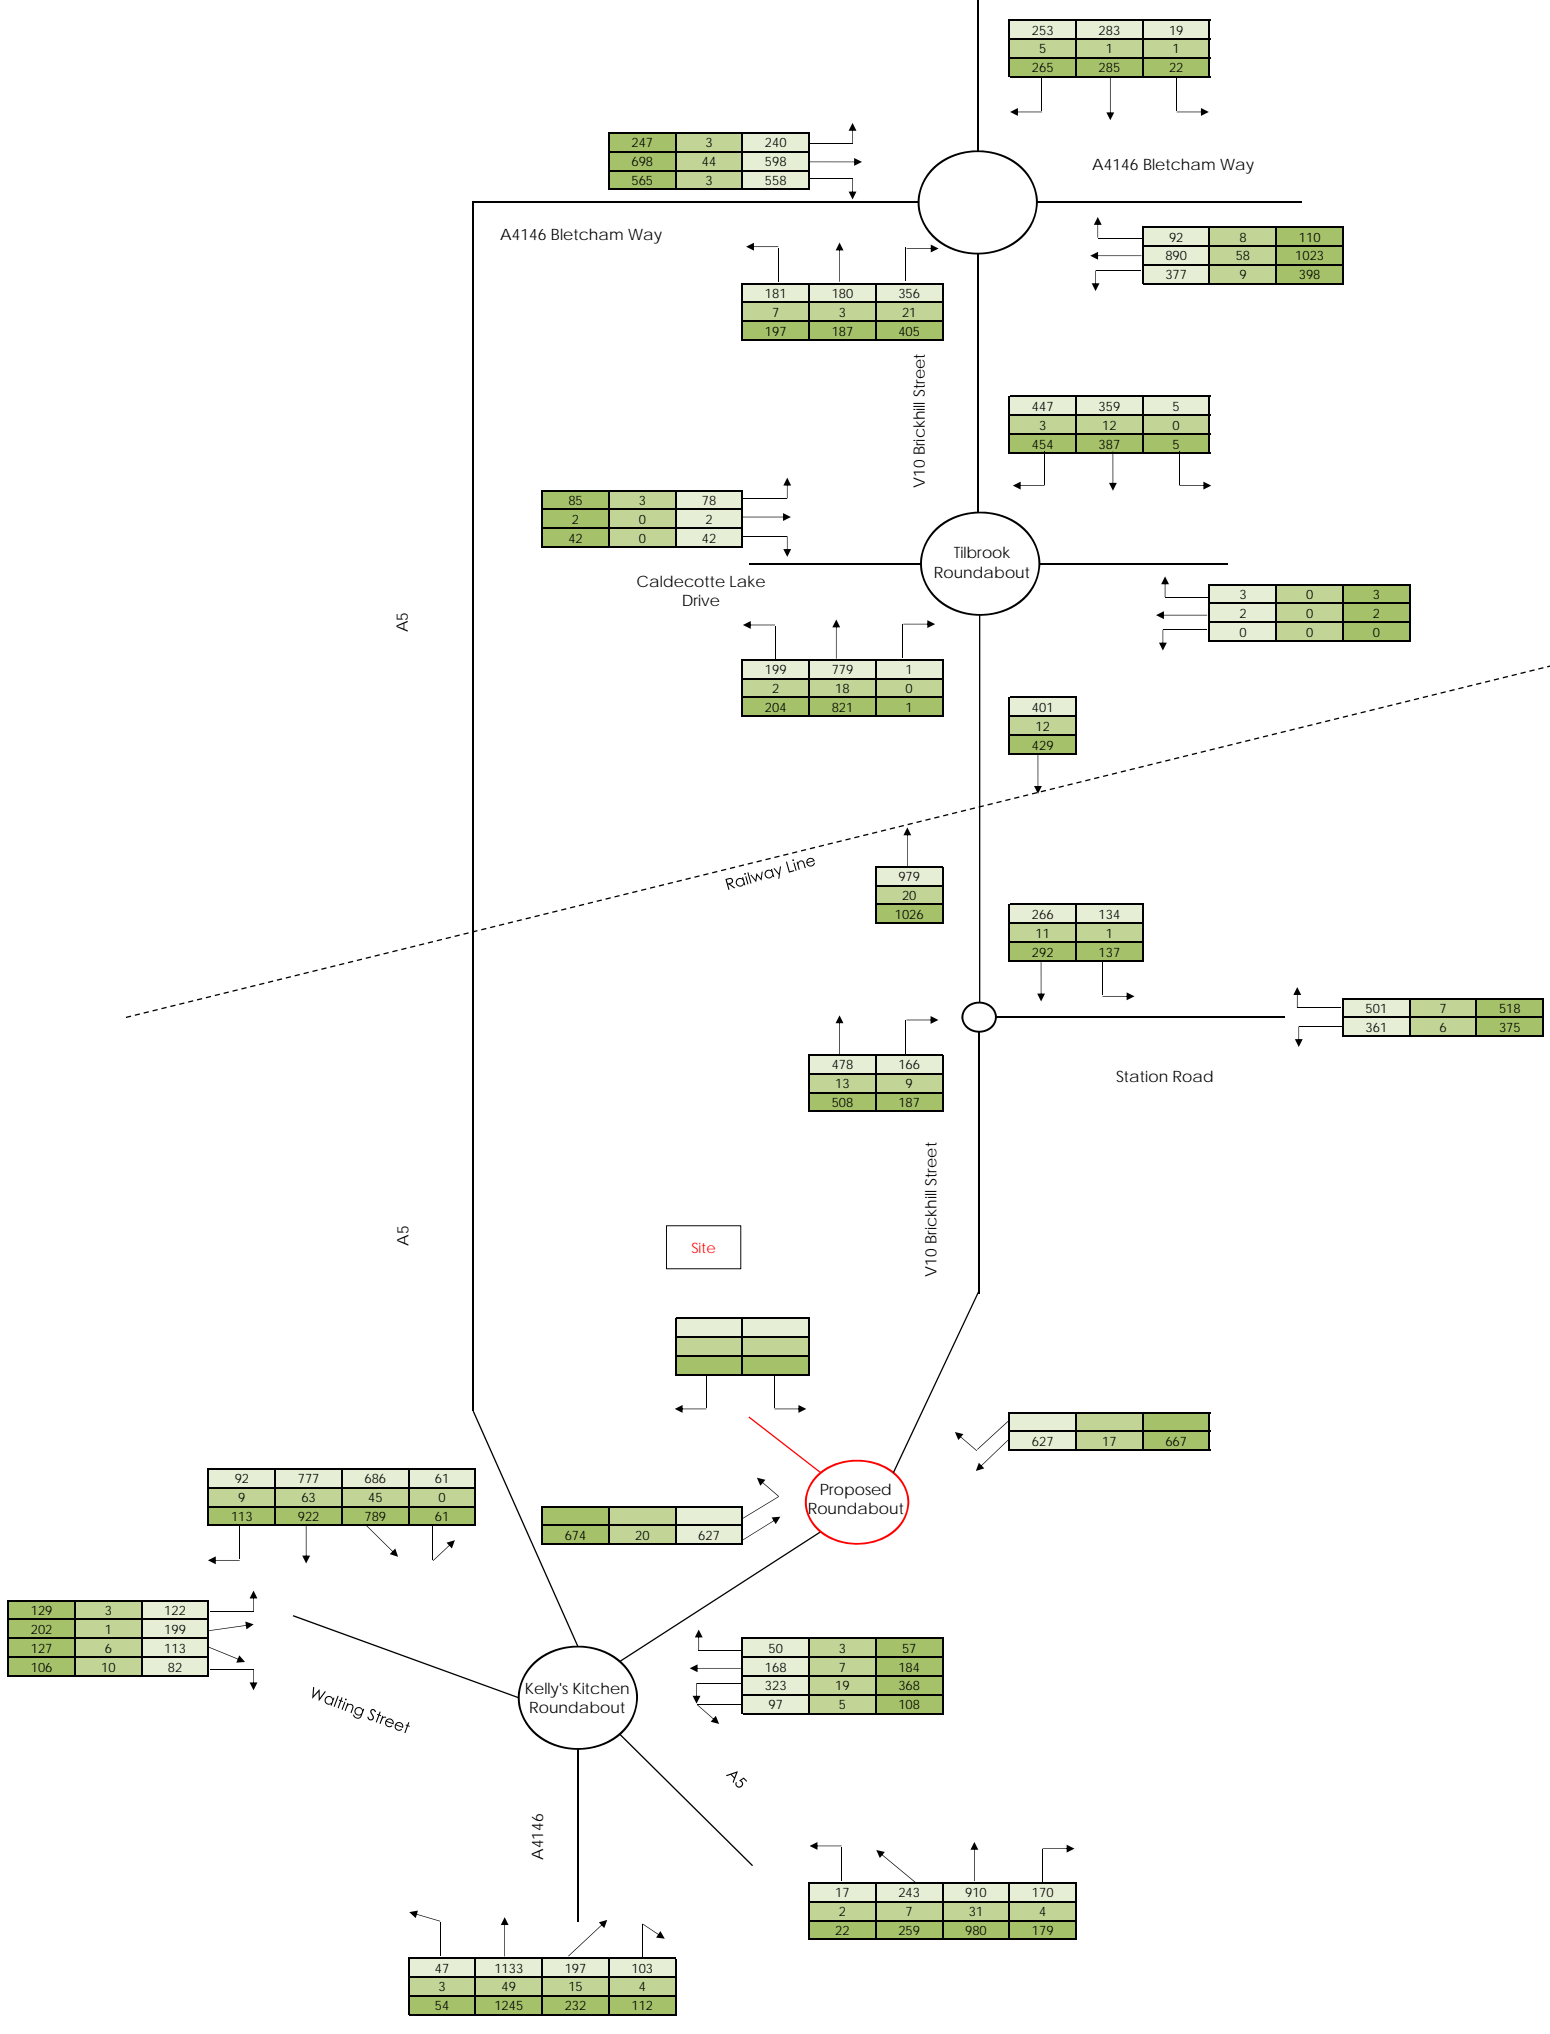 253 283 19
5 1 1
265 285 22
247 3 240
698 44 598
565 3 558
A4146 Bletcham Way
A4146 Bletcham Way
92 8 110
890 58 1023
377 9 398
181 180 356
7 3 21
197 187 405
V10 Brickhill Street
447 359 5
3 12 0
454 387 5
85 3 78
2 0 2
42 0 42
Tilbrook
Roundabout
Caldecotte Lake
Drive
A5
3 0 3
2 0 2
0 0 0
199 779 1
2 18 0
204 821 1
401
12
429
Railway Line
979
20
1026
266 134
11 1
292 137
501 7 518
361 6 375
478 166
13 9
508 187
Station Road
V10 Brickhill Street
A5
Site
627 17 667
92 777 686 61
9 63 45 0
113 922 789 61
Proposed
Roundabout
674 20 627
129 3 122
202 1 199
127 6 113
106 10 82
50 3 57
168 7 184
323 19 368
97 5 108
Kelly's Kitchen
Roundabout
Walting Street
A5
A4146
17 243 910 170
2 7 31 4
22 259 980 179
47 1133 197 103
3 49 15 4
54 1245 232 112